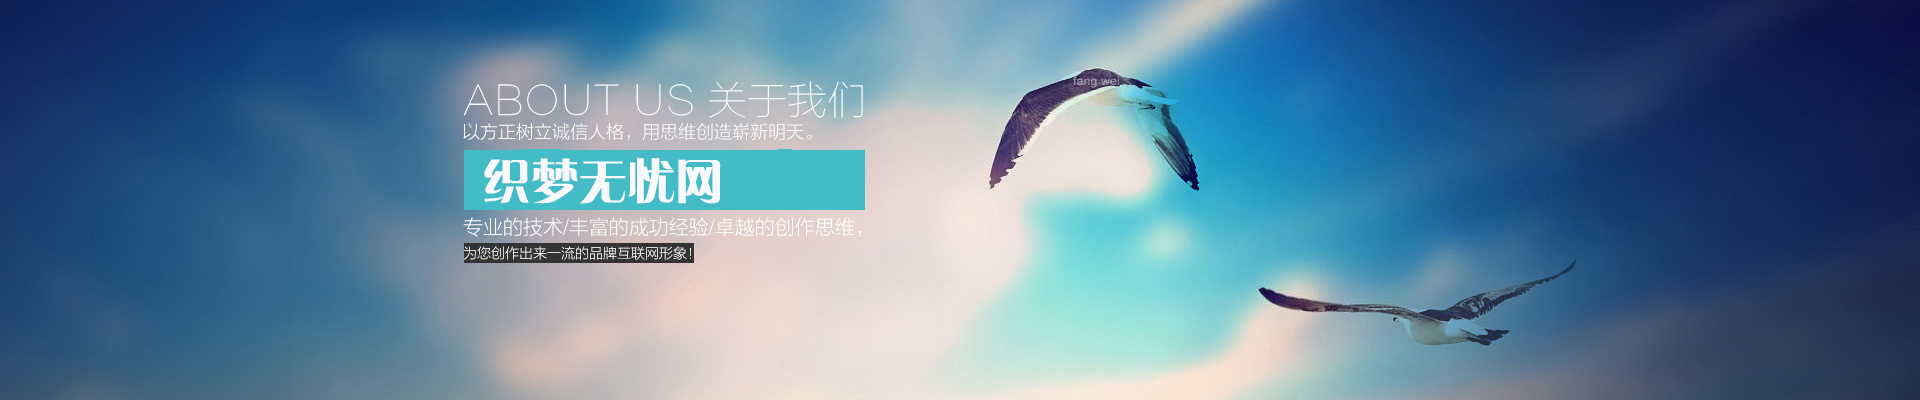 ABOUT US 关于我们
以方正树立诚信人格，用思维创造崭新明天。
织梦无忧网
专业的技术/丰富的成功经验/卓越的创作思维，
为您创作出来一流的品牌互联网形象！
fang wei